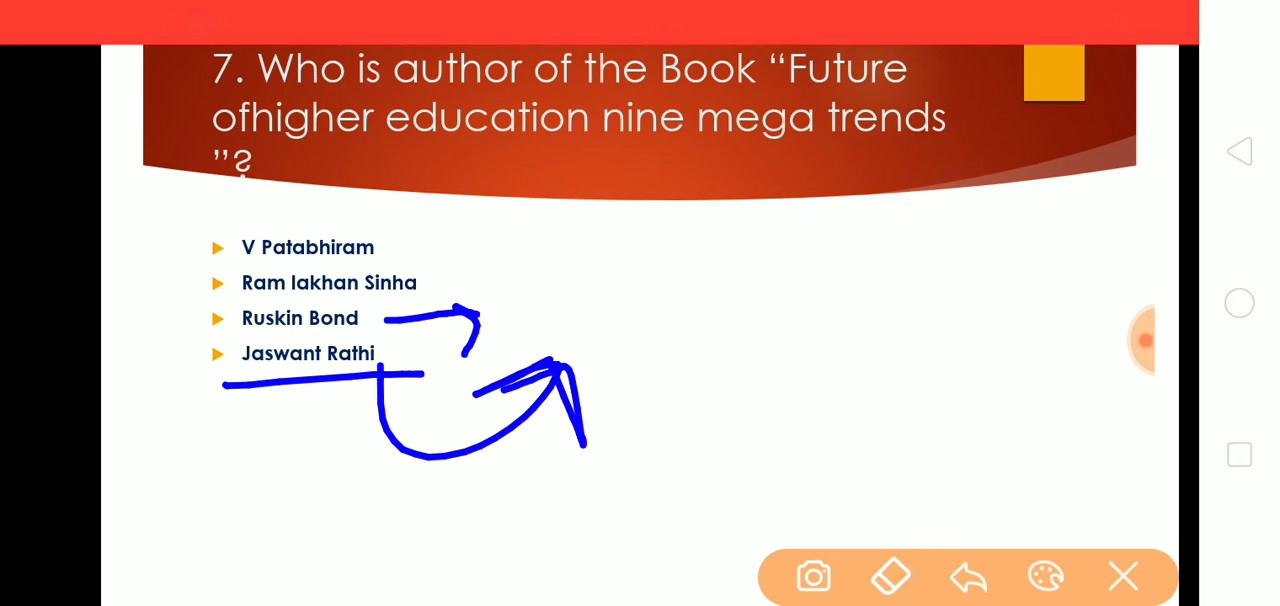 7. Who is author of the Book “Future
ofhigher education nine mega trends
”?
V Patabhiram
Ram lakhan Sinha
Ruskin Bond
Jaswant Rathi